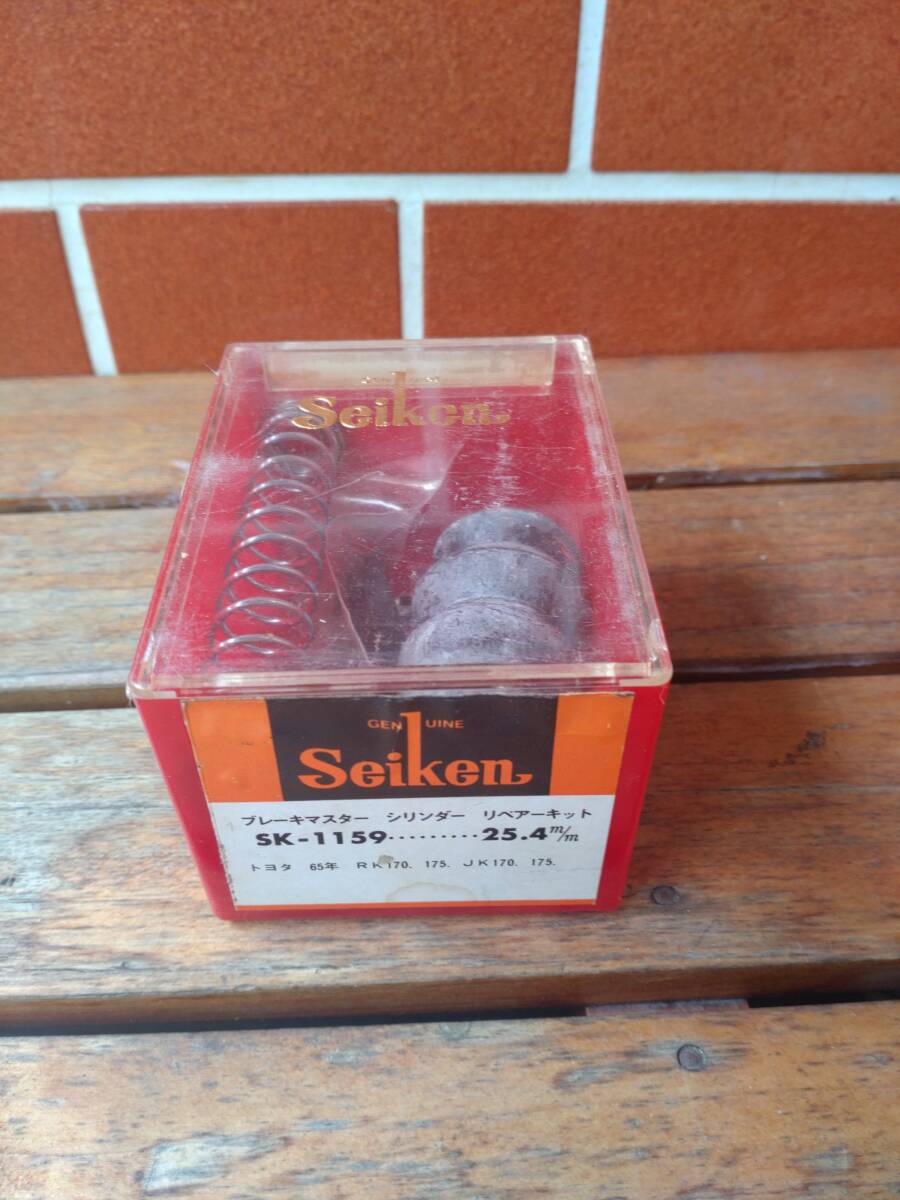 GENUINE
Seiken
GENUINE
Seiken
ブレーキマスター シリンダー リペアーキット
SK-1159·········25.4m/m
トヨタ 65年 RK170. 175. JK170. 175.